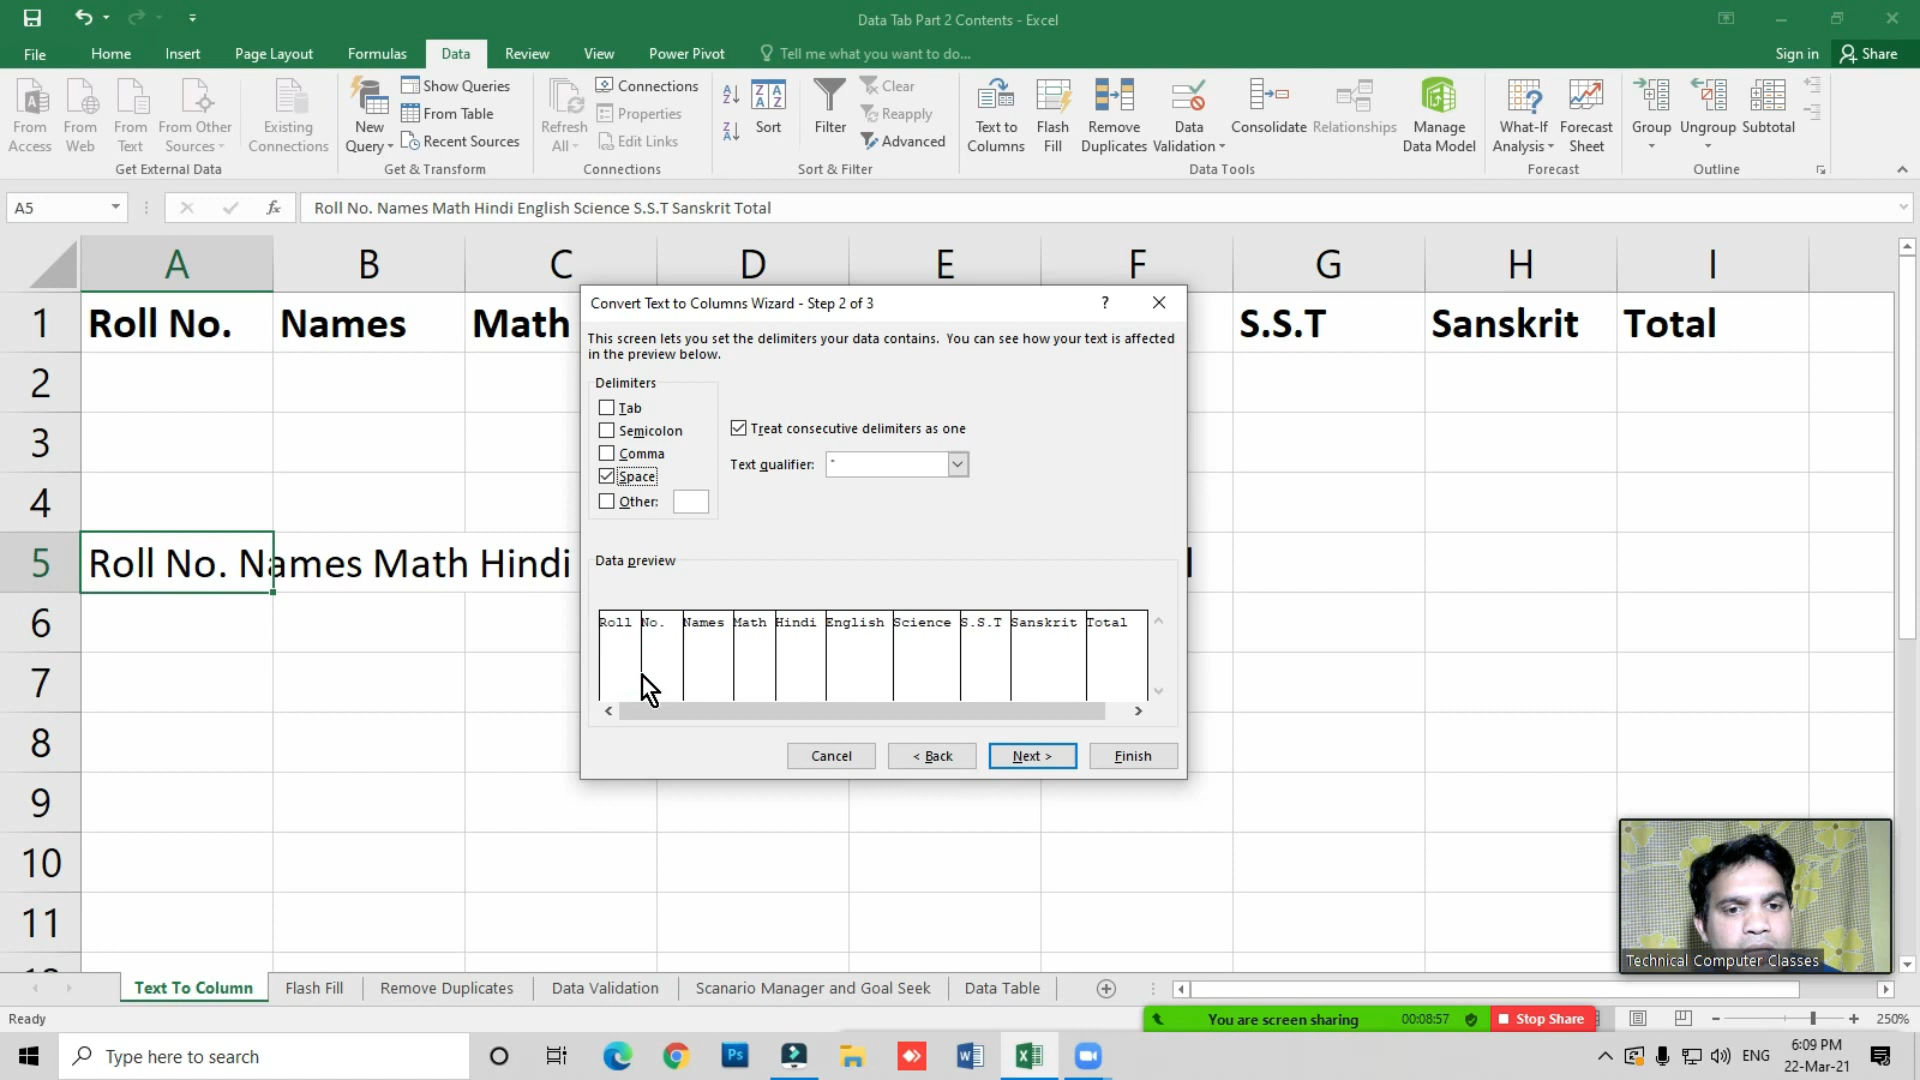 Data Tab Part 2 Contents - Excel
File Home Insert Page Layout Formulas Data Review View Power Pivot Tell me what you want to do... Sign in Share
From Access
From Web
From Text
From Other Sources
Existing Connections
Get External Data
New Query
Show Queries
From Table
Recent Sources
Get & Transform
Refresh All
Connections
Properties
Edit Links
Connections
Sort
Filter
Clear
Reapply
Advanced
Sort & Filter
Text to Columns
Flash Fill
Remove Duplicates
Data Validation
Consolidate
Relationships
Manage Data Model
Data Tools
What-If Analysis
Forecast Sheet
Forecast
Group
Ungroup
Subtotal
Outline
A5 fx Roll No. Names Math Hindi English Science S.S.T Sanskrit Total
A B C D E F G H I
1 Roll No. Names Math S.S.T Sanskrit Total
2
3
4
5 Roll No. Names Math Hindi l
6
7
8
9
10
11
Convert Text to Columns Wizard - Step 2 of 3 ?
This screen lets you set the delimiters your data contains. You can see how your text is affected
in the preview below.
Delimiters
Tab
Semicolon
Comma
Space
Other:
Treat consecutive delimiters as one
Text qualifier: "
Data preview
Roll No. Names Math Hindi English Science S.S.T Sanskrit Total
Cancel < Back Next > Finish
Technical Computer Classes
Text To Column Flash Fill Remove Duplicates Data Validation Scanario Manager and Goal Seek Data Table
Ready
You are screen sharing 00:08:57 Stop Share
250%
Type here to search
Ps
ENG
6:09 PM
22-Mar-21